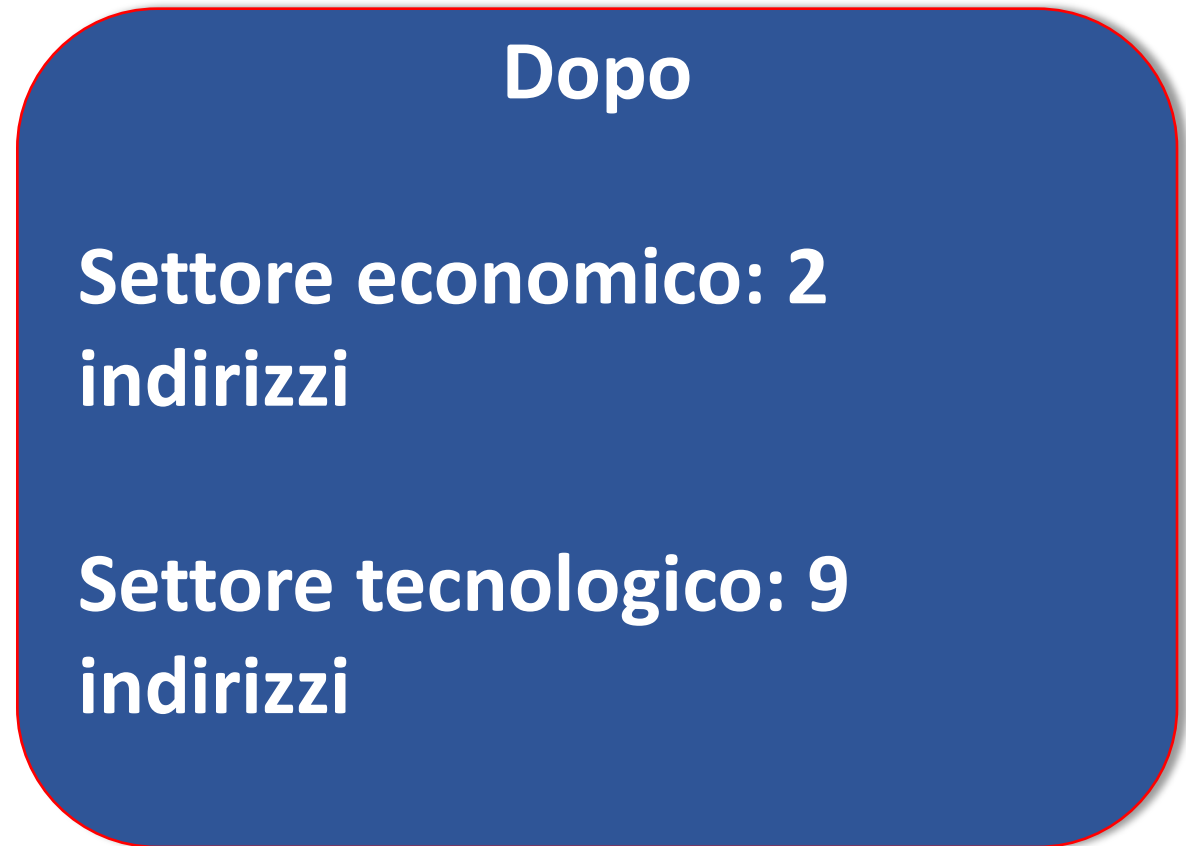 Dopo
Settore economico: 2
indirizzi
Settore tecnologico: 9
indirizzi